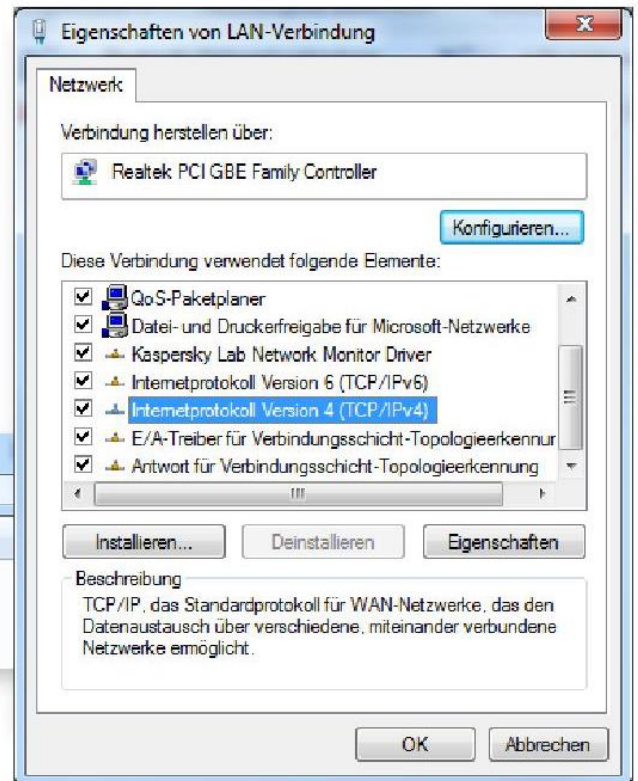 Eigenschaften von LAN-Verbindung
Netzwerk
Verbindung herstellen über:
Realtek PCI GBE Family Controller
Konfigurieren...
Diese Verbindung verwendet folgende Elemente:
QoS-Paketplaner
Datei- und Druckerfreigabe für Microsoft-Netzwerke
Kaspersky Lab Network Monitor Driver
Internetprotokoll Version 6 (TCP/IPv6)
Internetprotokoll Version 4 (TCP/IPv4)
E/A-Treiber für Verbindungsschicht-Topologieerkennur
Antwort für Verbindungsschicht-Topologieerkennung
Installieren... Deinstallieren Eigenschaften
Beschreibung
TCP/IP, das Standardprotokoll für WAN-Netzwerke, das den
Datenaustausch über verschiedene, miteinander verbundene
Netzwerke ermöglicht.
OK Abbrechen